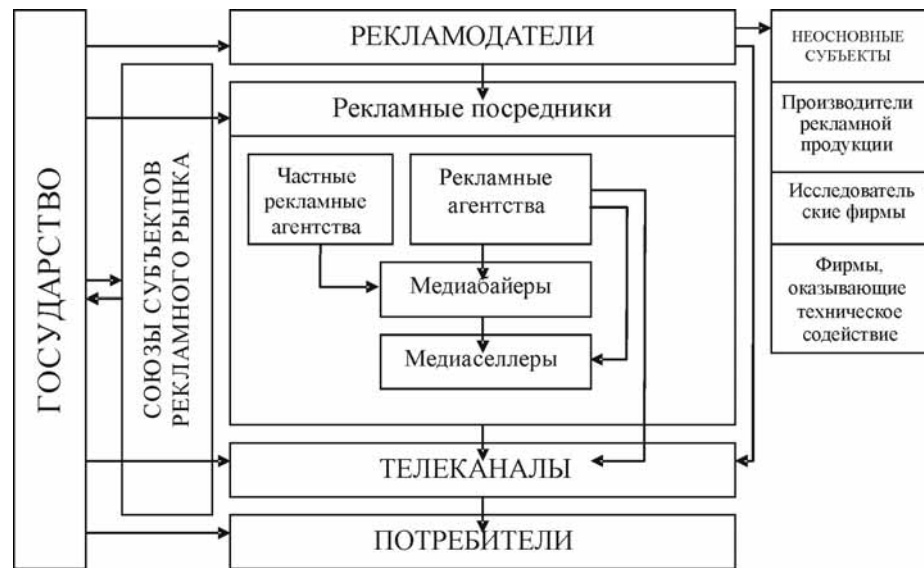 ГОСУДАРСТВО
СОЮЗЫ СУБЪЕКТОВ
РЕКЛАМНОГО РЫНКА
РЕКЛАМОДАТЕЛИ
Рекламные посредники
Частные
рекламные
агентства
Рекламные
агентства
Медиабайеры
Медиаселлеры
ТЕЛЕКАНАЛЫ
ПОТРЕБИТЕЛИ
НЕОСНОВНЫЕ
СУБЪЕКТЫ
Производители
рекламной
продукции
Исследователь
ские фирмы
Фирмы,
оказывающие
техническое
содействие